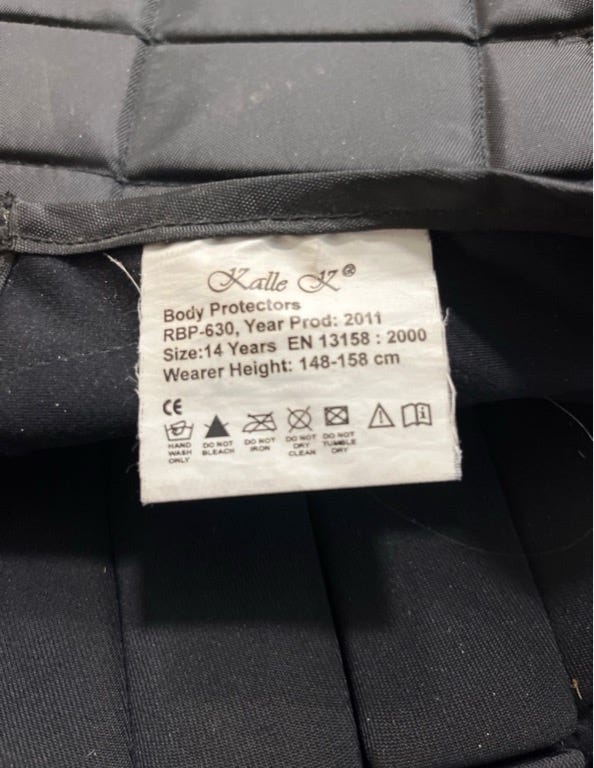 Kalle K®
Body Protectors
RBP-630, Year Prod: 2011
Size:14 Years EN 13158 : 2000
Wearer Height: 148-158 cm
CE
HAND WASH ONLY
DO NOT BLEACH
DO NOT IRON
DO NOT DRY CLEAN
DO NOT TUMBLE DRY